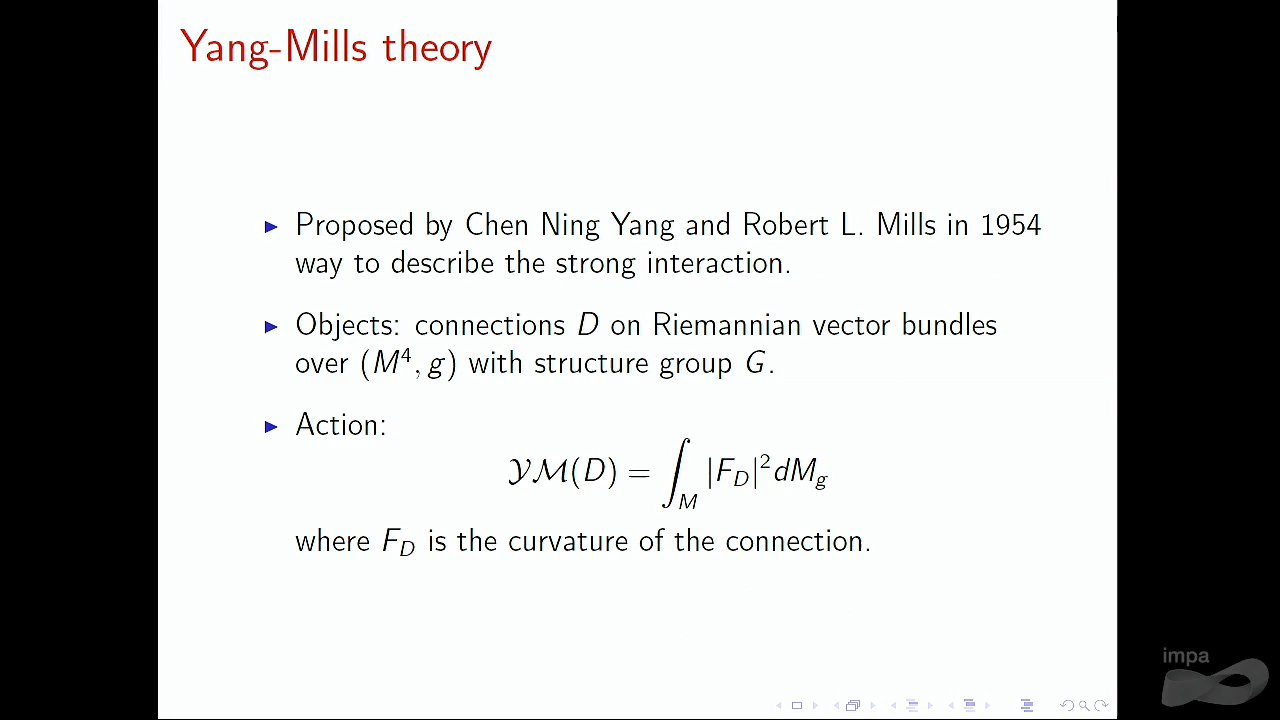 Yang-Mills theory
▶ Proposed by Chen Ning Yang and Robert L. Mills in 1954
way to describe the strong interaction.
▶ Objects: connections D on Riemannian vector bundles
over (M⁴, g) with structure group G.
▶ Action:
𝒴ℳ(D) = ∫_M |F_D|² dM_g
where F_D is the curvature of the connection.
impa